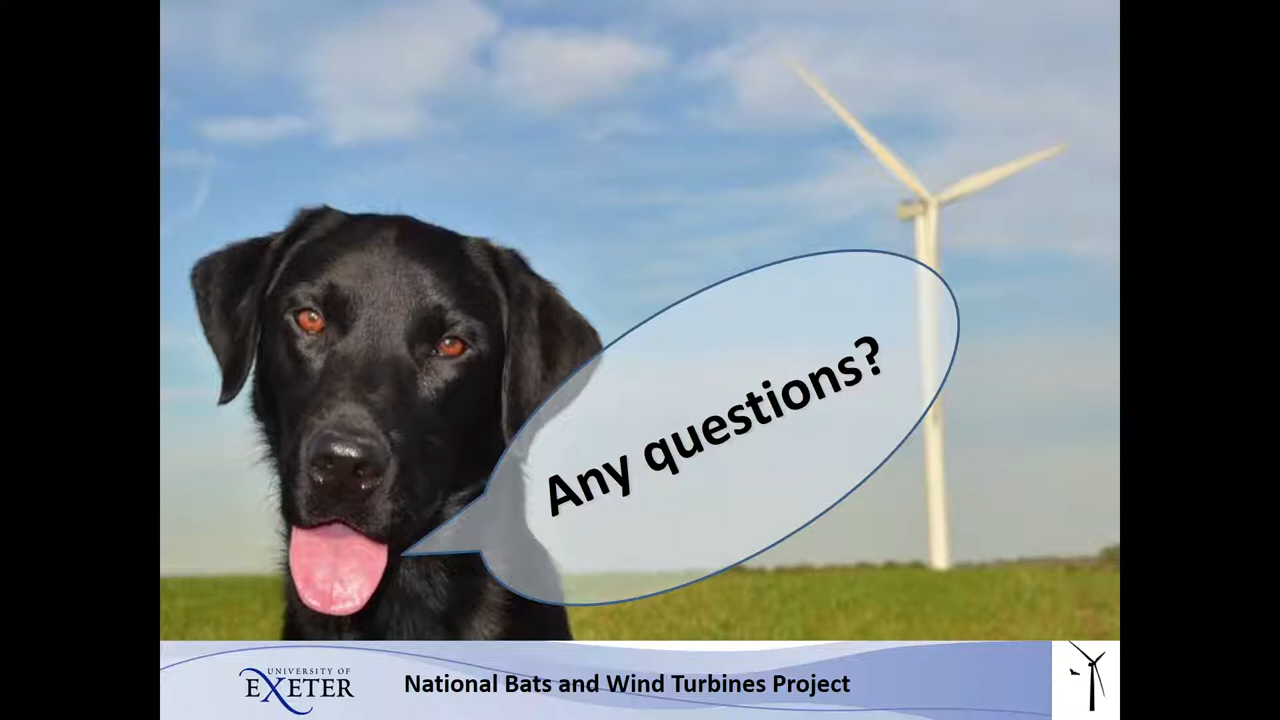 Any questions?
UNIVERSITY OF
EXETER
National Bats and Wind Turbines Project